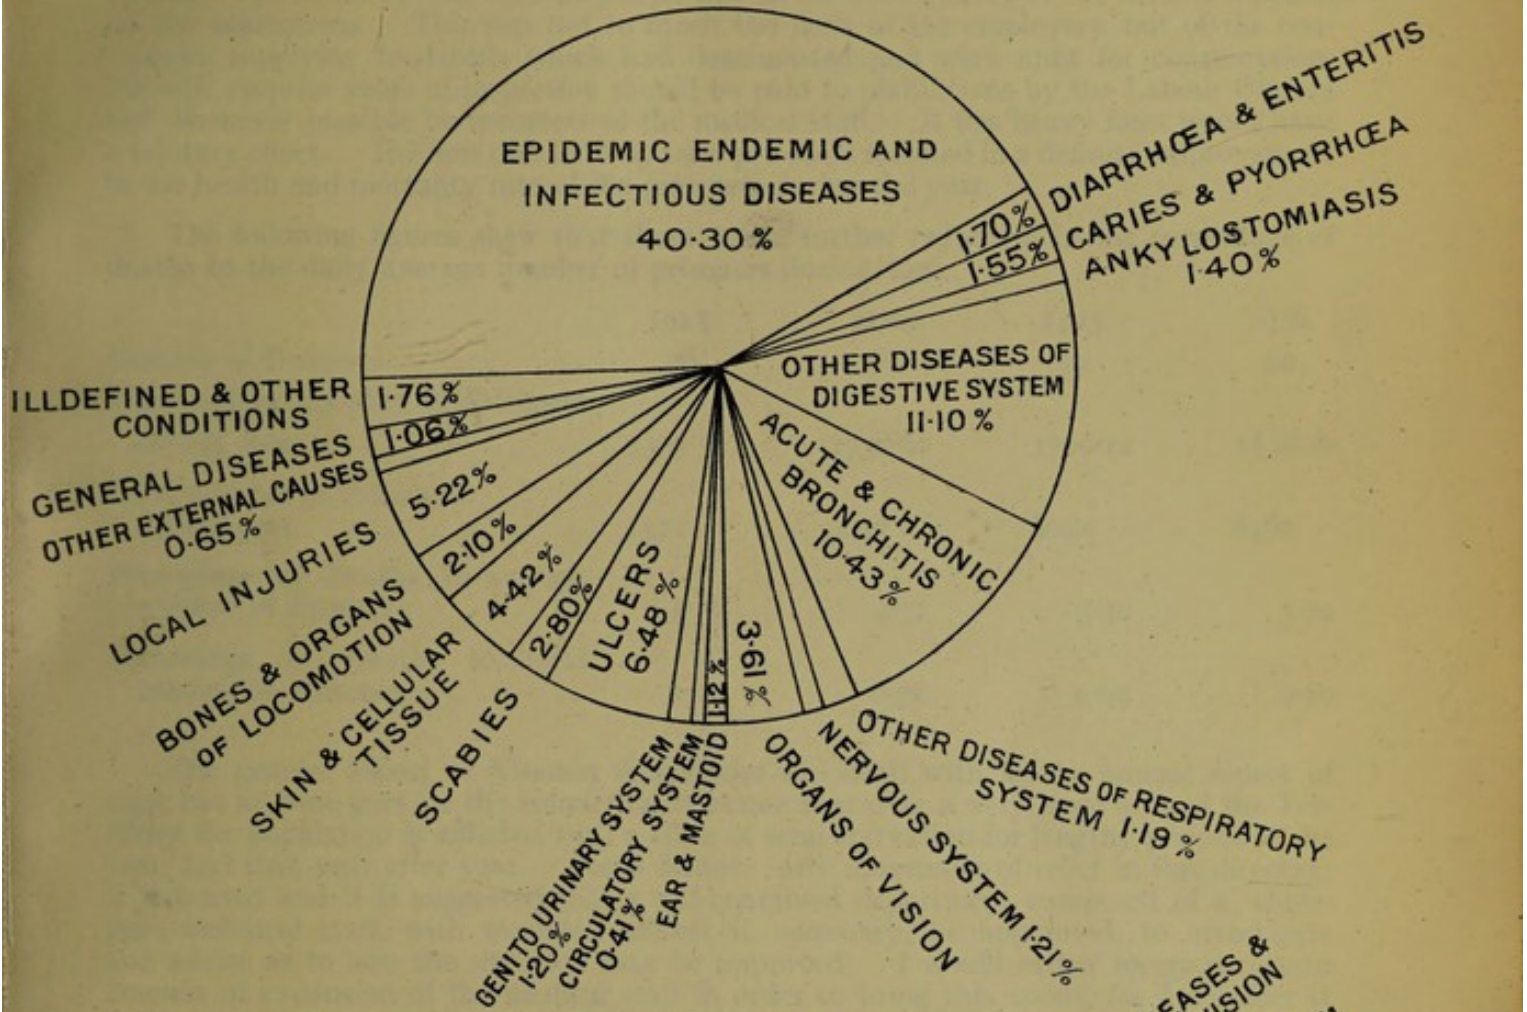 EPIDEMIC ENDEMIC AND
INFECTIOUS DISEASES
40·30%
1·70%
DIARRHŒA & ENTERITIS
1·55%
CARIES & PYORRHŒA
ANKYLOSTOMIASIS
1·40%
OTHER DISEASES OF
DIGESTIVE SYSTEM
11·10%
ACUTE & CHRONIC
BRONCHITIS
10·43%
OTHER DISEASES OF RESPIRATORY
SYSTEM 1·19%
NERVOUS SYSTEM 1·21%
3·61%
ORGANS OF VISION
1·12%
EAR & MASTOID
CIRCULATORY SYSTEM
0·41%
GENITO URINARY SYSTEM
1·20%
ULCERS
6·48%
2·80%
SCABIES
4·42%
SKIN & CELLULAR
TISSUE
2·10%
BONES & ORGANS
OF LOCOMOTION
5·22%
LOCAL INJURIES
OTHER EXTERNAL CAUSES
0·65%
1·06%
GENERAL DISEASES
1·76%
ILLDEFINED & OTHER
CONDITIONS
EASES &